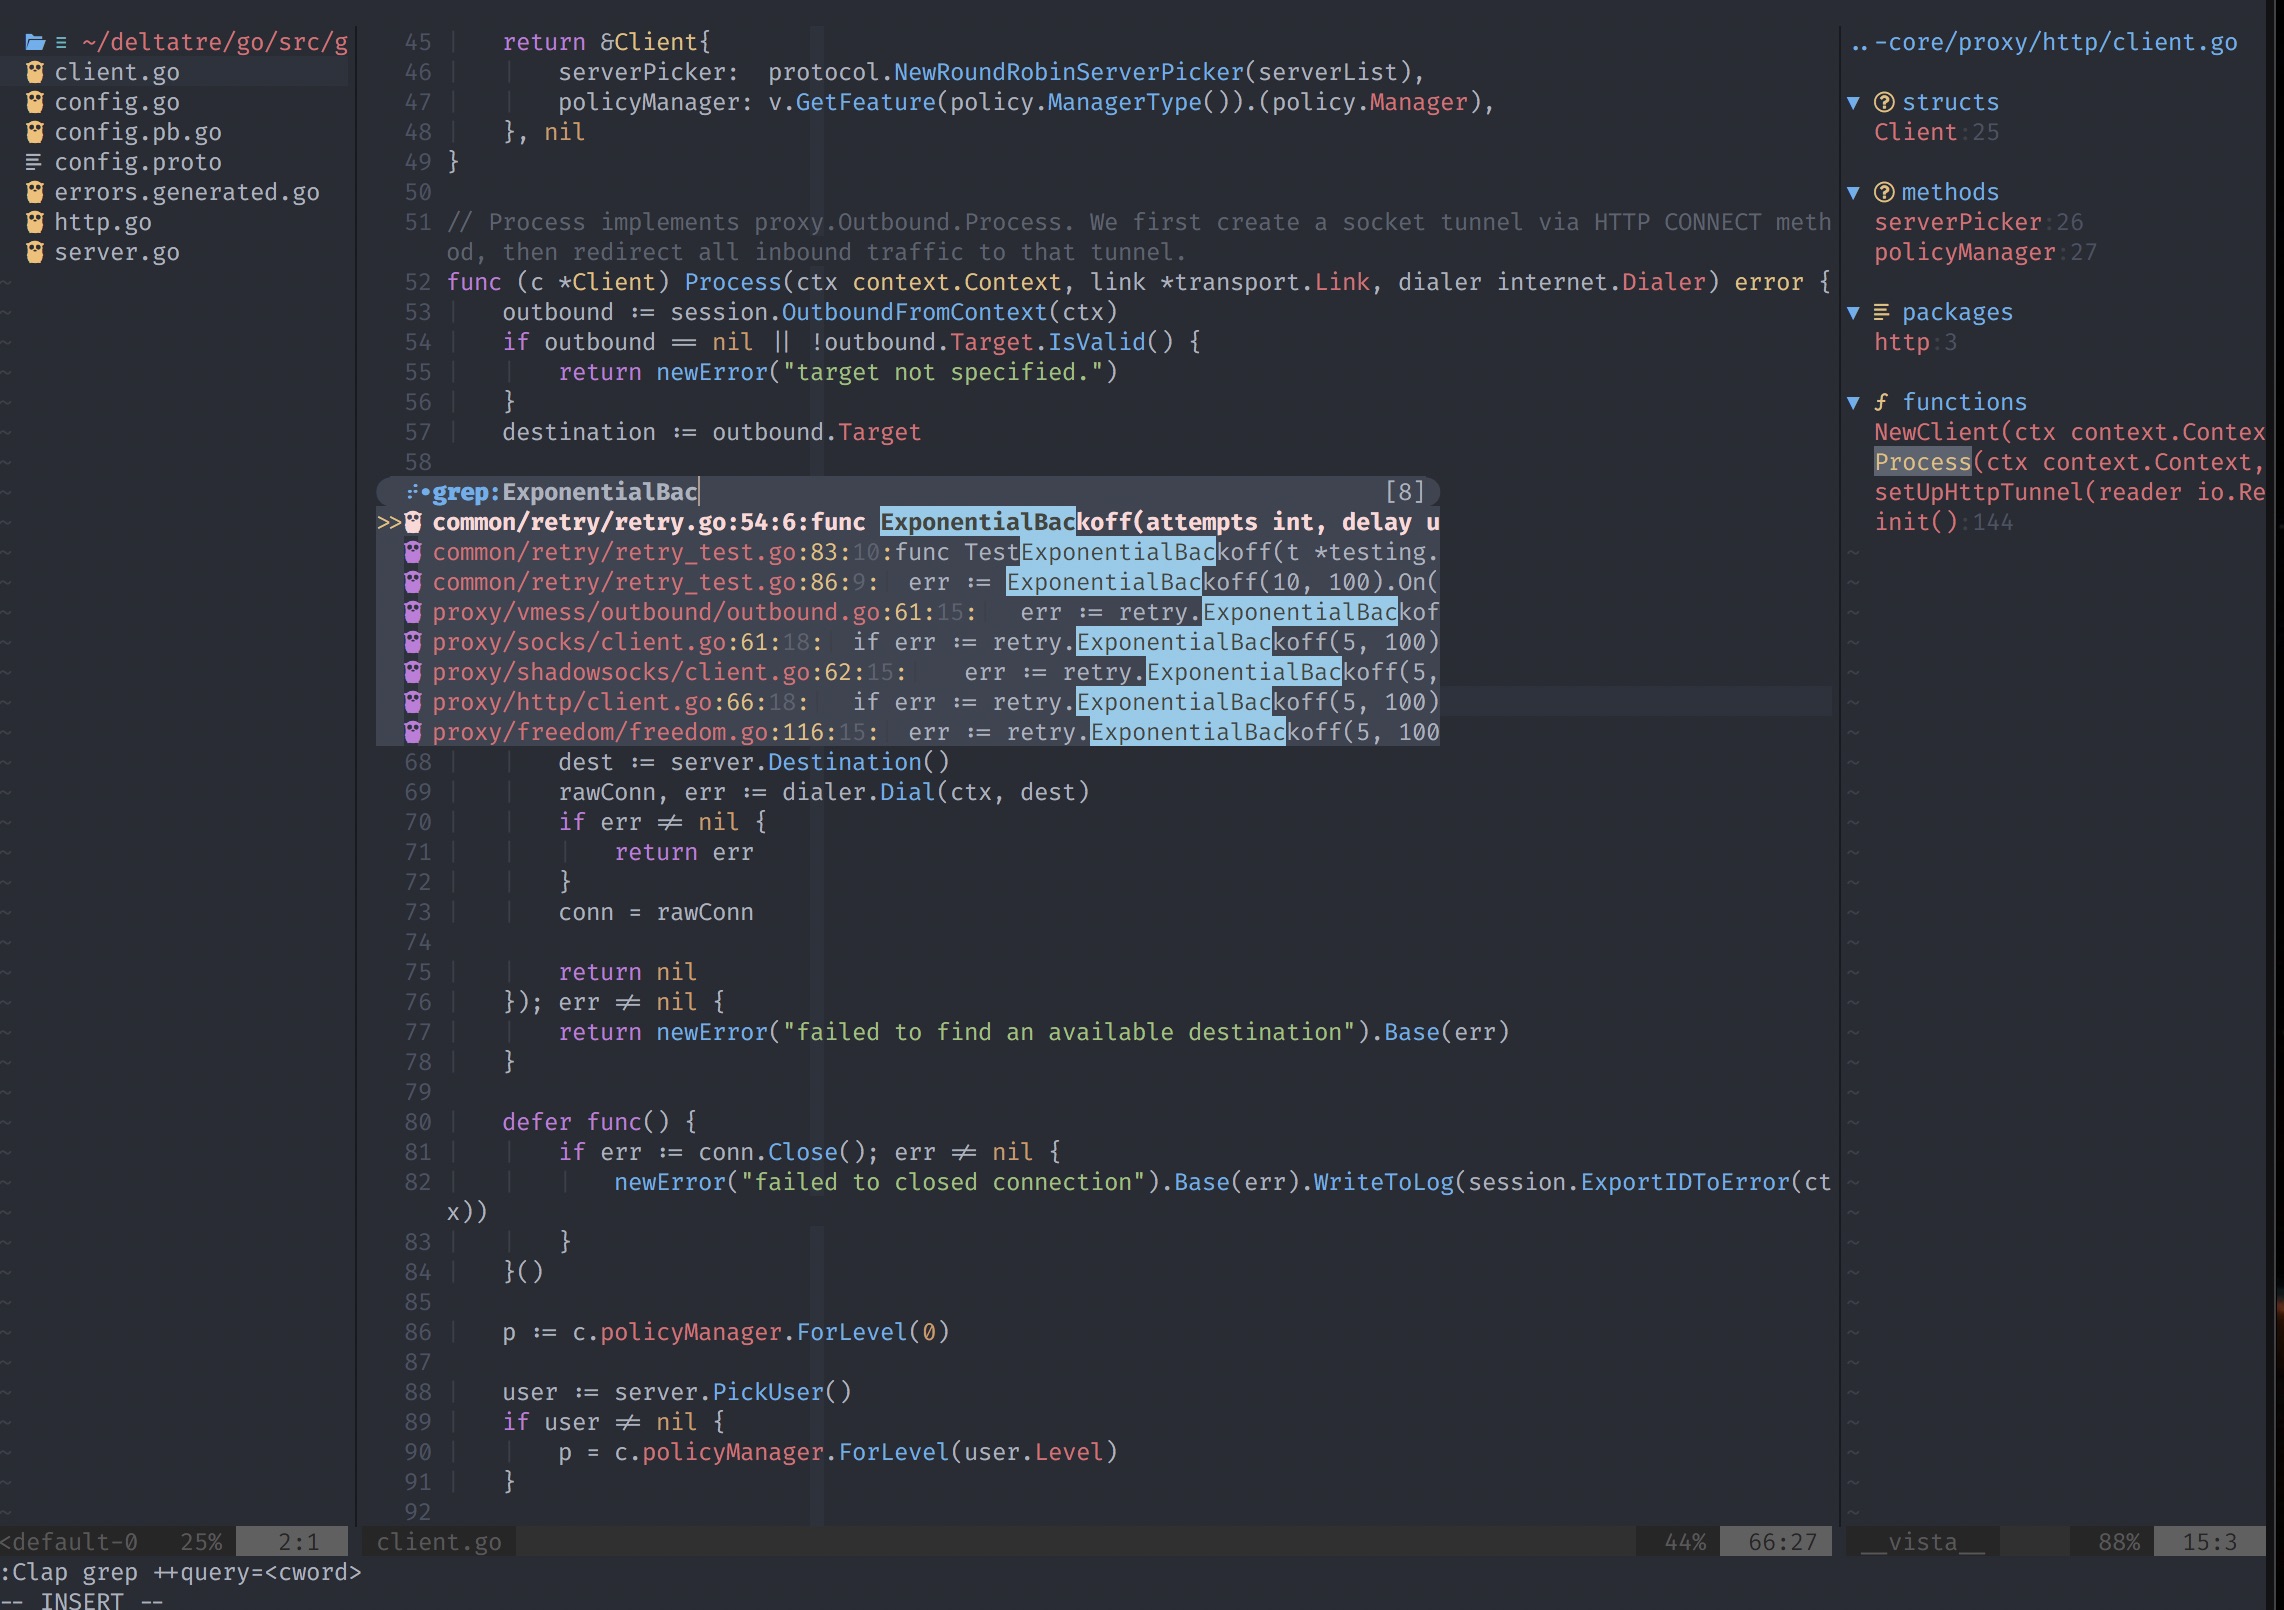 ~/deltatre/go/src/g
client.go
config.go
config.pb.go
config.proto
errors.generated.go
http.go
server.go
45 return &Client{
46 serverPicker:  protocol.NewRoundRobinServerPicker(serverList),
47 policyManager: v.GetFeature(policy.ManagerType()).(policy.Manager),
48 }, nil
49 }
50
51 // Process implements proxy.Outbound.Process. We first create a socket tunnel via HTTP CONNECT meth
od, then redirect all inbound traffic to that tunnel.
52 func (c *Client) Process(ctx context.Context, link *transport.Link, dialer internet.Dialer) error {
53 outbound := session.OutboundFromContext(ctx)
54 if outbound == nil || !outbound.Target.IsValid() {
55 return newError("target not specified.")
56 }
57 destination := outbound.Target
58
grep:ExponentialBac [8]
>> common/retry/retry.go:54:6:func ExponentialBackoff(attempts int, delay u
common/retry/retry_test.go:83:10:func TestExponentialBackoff(t *testing.
common/retry/retry_test.go:86:9: err := ExponentialBackoff(10, 100).On(
proxy/vmess/outbound/outbound.go:61:15: err := retry.ExponentialBackof
proxy/socks/client.go:61:18: if err := retry.ExponentialBackoff(5, 100)
proxy/shadowsocks/client.go:62:15: err := retry.ExponentialBackoff(5,
proxy/http/client.go:66:18: if err := retry.ExponentialBackoff(5, 100)
proxy/freedom/freedom.go:116:15: err := retry.ExponentialBackoff(5, 100
68 dest := server.Destination()
69 rawConn, err := dialer.Dial(ctx, dest)
70 if err != nil {
71 return err
72 }
73 conn = rawConn
74
75 return nil
76 }); err != nil {
77 return newError("failed to find an available destination").Base(err)
78 }
79
80 defer func() {
81 if err := conn.Close(); err != nil {
82 newError("failed to closed connection").Base(err).WriteToLog(session.ExportIDToError(ct
x))
83 }
84 }()
85
86 p := c.policyManager.ForLevel(0)
87
88 user := server.PickUser()
89 if user != nil {
90 p = c.policyManager.ForLevel(user.Level)
91 }
92
..-core/proxy/http/client.go
▼ structs
Client:25
▼ methods
serverPicker:26
policyManager:27
▼ packages
http:3
▼ ƒ functions
NewClient(ctx context.Contex
Process(ctx context.Context,
setUpHttpTunnel(reader io.Re
init():144
<default-0 25% 2:1 client.go 44% 66:27 __vista__ 88% 15:3
:Clap grep ++query=<cword>
-- INSERT --